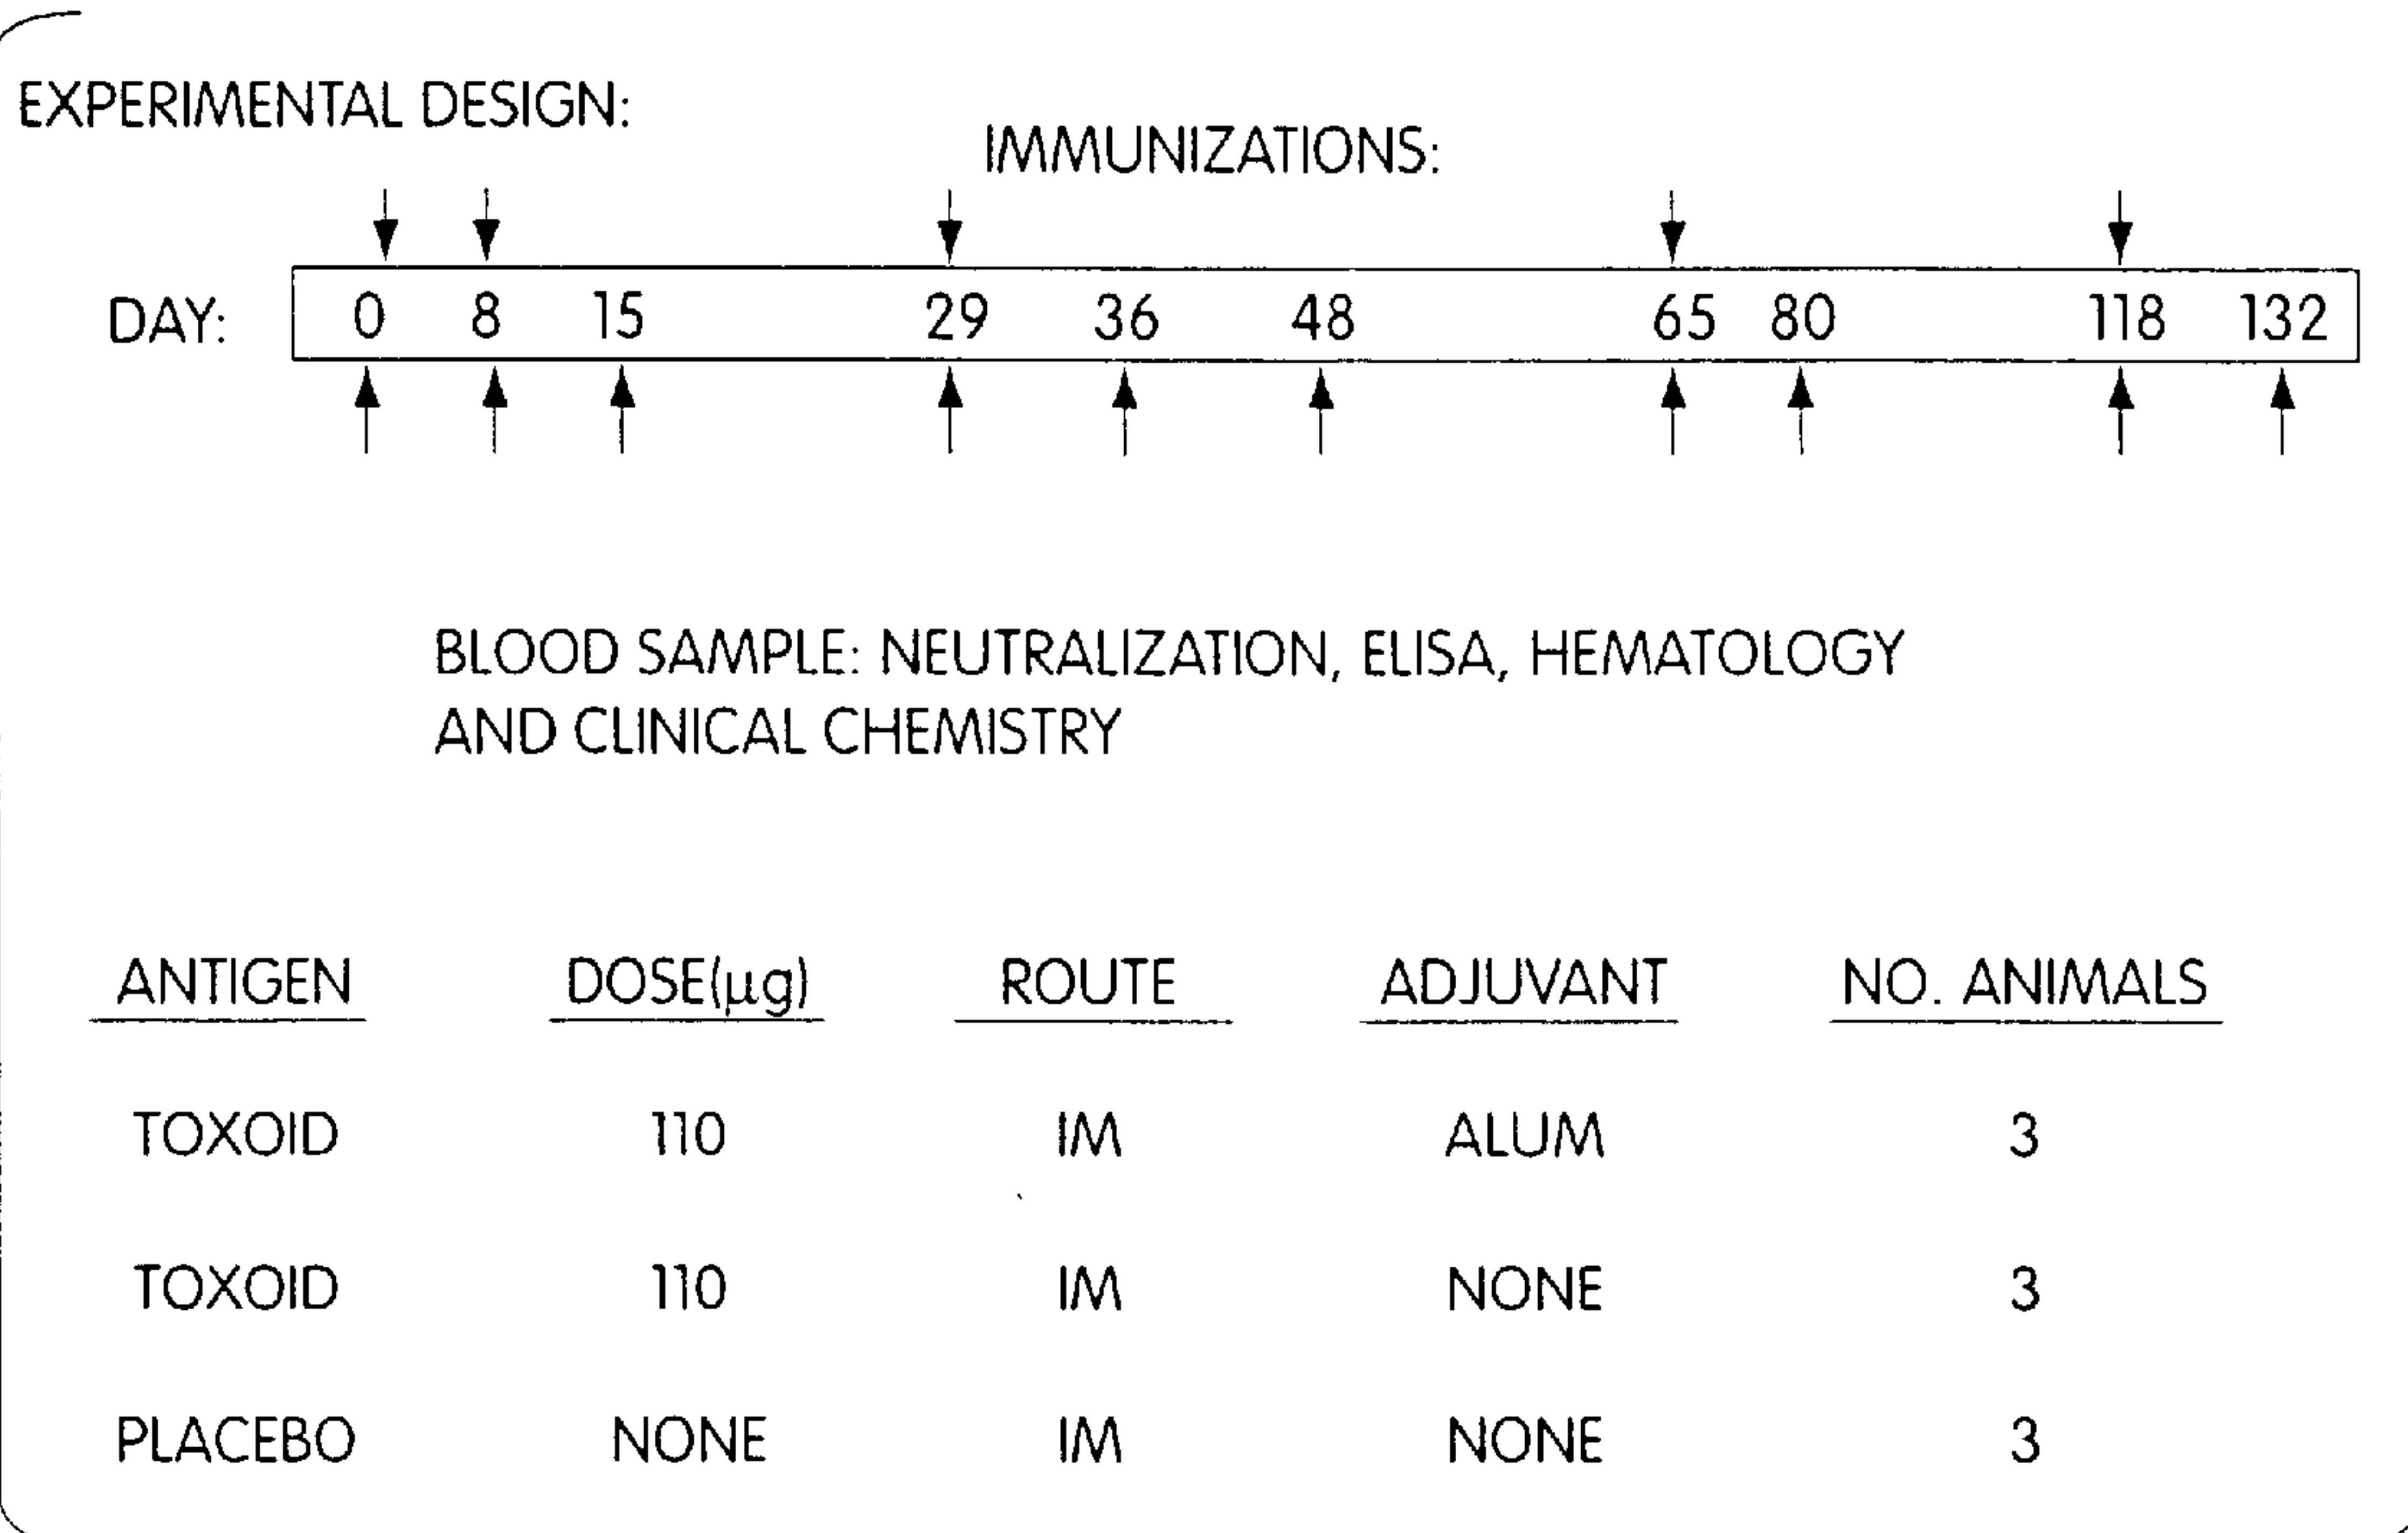 EXPERIMENTAL DESIGN:
IMMUNIZATIONS:
DAY: 0 8 15 29 36 48 65 80 118 132
BLOOD SAMPLE: NEUTRALIZATION, ELISA, HEMATOLOGY
AND CLINICAL CHEMISTRY
ANTIGEN DOSE(µg) ROUTE ADJUVANT NO. ANIMALS
TOXOID 110 IM ALUM 3
TOXOID 110 IM NONE 3
PLACEBO NONE IM NONE 3